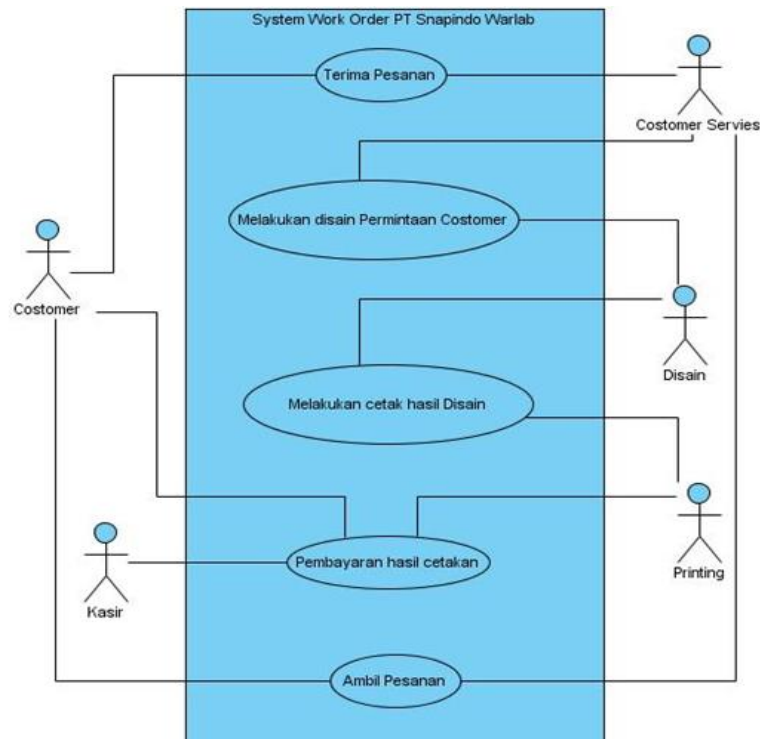 System Work Order PT Snapindo Warlab
Terima Pesanan
Costomer Servies
Melakukan disain Permintaan Costomer
Costomer
Disain
Melakukan cetak hasil Disain
Pembayaran hasil cetakan
Printing
Kasir
Ambil Pesanan